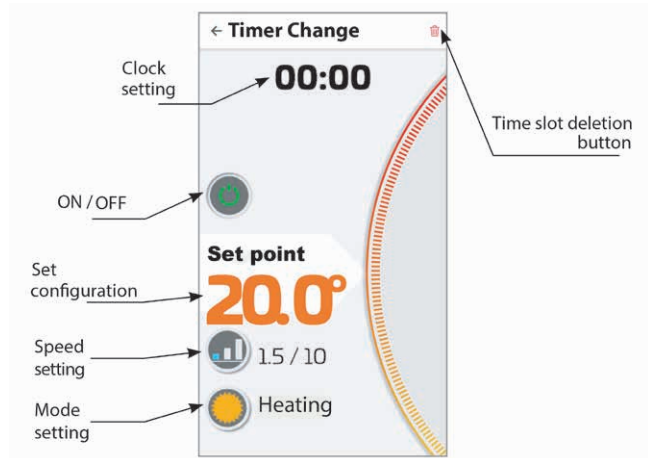 ← Timer Change
Clock
setting
00:00
Time slot deletion
button
ON / OFF
Set point
Set
configuration
20.0°
Speed
setting
1.5 / 10
Mode
setting
Heating